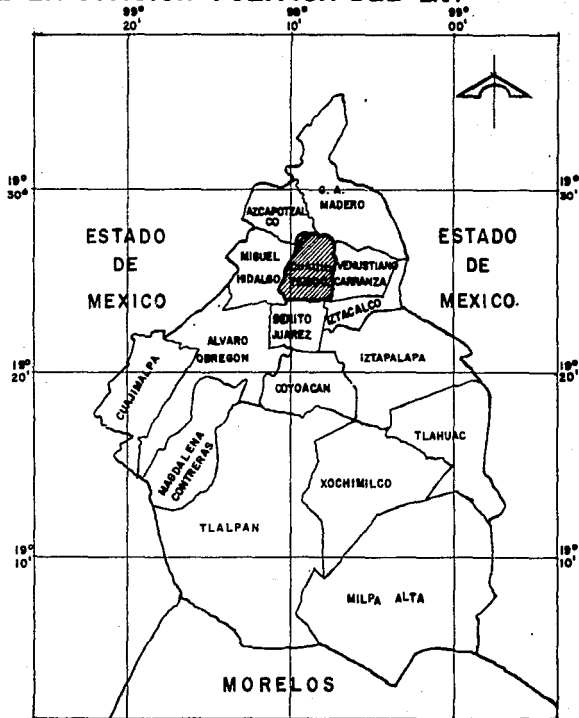 99°
20'
99°
10'
99°
00'
19°
30'
19°
30'
G. A.
MADERO
AZCAPOTZAL
CO
ESTADO
DE
MEXICO
ESTADO
DE
MEXICO.
MIGUEL
HIDALGO
VENUSTIANO
CARRANZA
IZTACALCO
BENITO
JUAREZ
ALVARO
OBREGON
IZTAPALAPA
CUAJIMALPA
19°
20'
19°
20'
COYOACAN
TLAHUAC
MAGDALENA
CONTRERAS
XOCHIMILCO
TLALPAN
19°
10'
19°
10'
MILPA ALTA
MORELOS